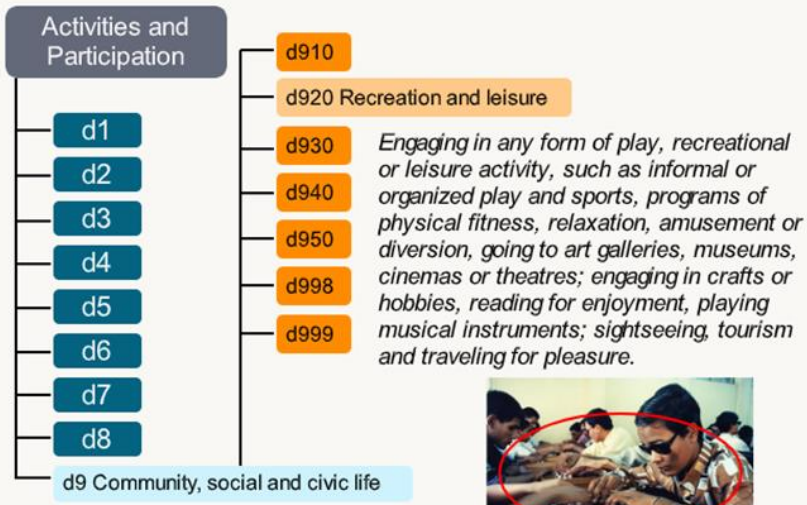 Activities and
Participation
d1
d2
d3
d4
d5
d6
d7
d8
d9 Community, social and civic life
d910
d920 Recreation and leisure
d930
d940
d950
d998
d999
Engaging in any form of play, recreational
or leisure activity, such as informal or
organized play and sports, programs of
physical fitness, relaxation, amusement or
diversion, going to art galleries, museums,
cinemas or theatres; engaging in crafts or
hobbies, reading for enjoyment, playing
musical instruments; sightseeing, tourism
and traveling for pleasure.